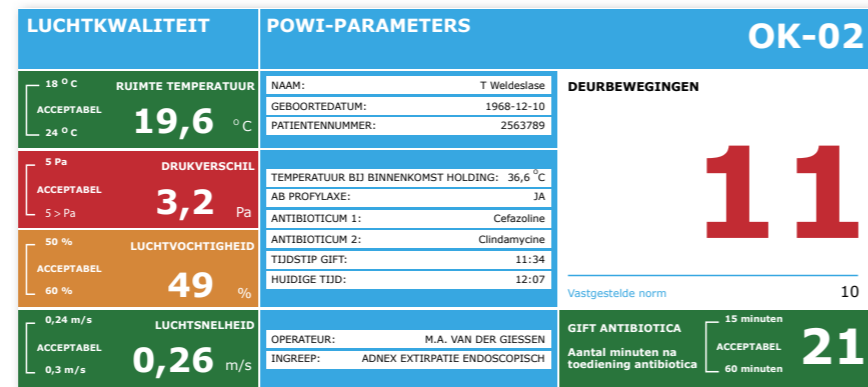 LUCHTKWALITEIT
POWI-PARAMETERS
OK-02
18 °C
RUIMTE TEMPERATUUR
ACCEPTABEL
19,6 °C
24 °C
5 Pa
DRUKVERSCHIL
ACCEPTABEL
3,2 Pa
5 > Pa
50 %
LUCHTVOCHTIGHEID
ACCEPTABEL
49 %
60 %
0,24 m/s
LUCHTSNELHEID
ACCEPTABEL
0,26 m/s
0,3 m/s
NAAM: T Weldeslase
GEBOORTEDATUM: 1968-12-10
PATIENTENNUMMER: 2563789
TEMPERATUUR BIJ BINNENKOMST HOLDING: 36,6 °C
AB PROFYLAXE: JA
ANTIBIOTICUM 1: Cefazoline
ANTIBIOTICUM 2: Clindamycine
TIJDSTIP GIFT: 11:34
HUIDIGE TIJD: 12:07
OPERATEUR: M.A. VAN DER GIESSEN
INGREEP: ADNEX EXTIRPATIE ENDOSCOPISCH
DEURBEWEGINGEN
11
Vastgestelde norm 10
GIFT ANTIBIOTICA
Aantal minuten na
toediening antibiotica
15 minuten
ACCEPTABEL
60 minuten
21